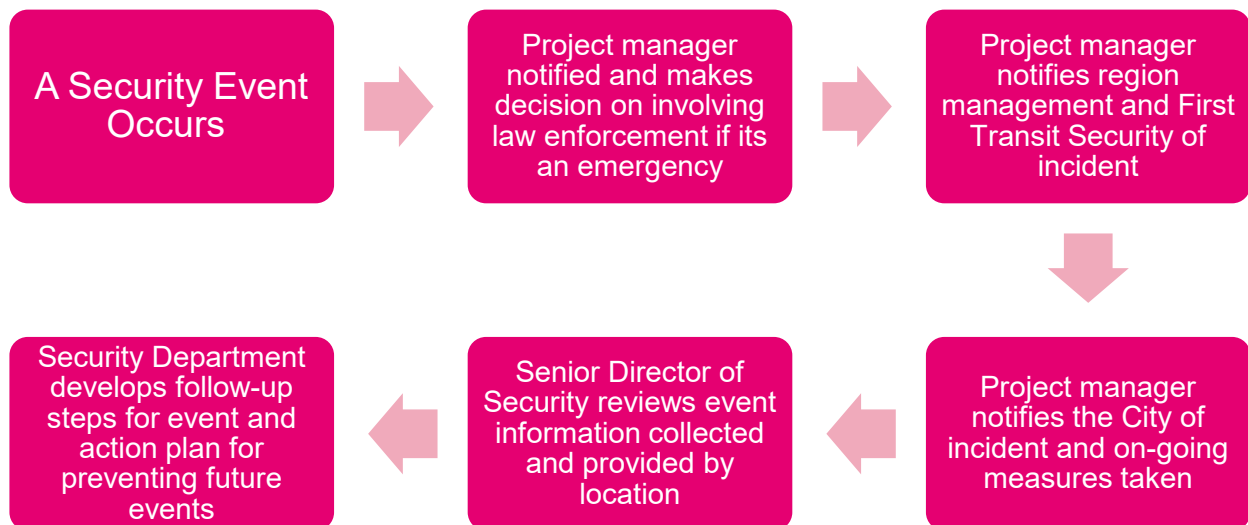 A Security Event
Occurs
Project manager
notified and makes
decision on involving
law enforcement if its
an emergency
Project manager
notifies region
management and First
Transit Security of
incident
Project manager
notifies the City of
incident and on-going
measures taken
Senior Director of
Security reviews event
information collected
and provided by
location
Security Department
develops follow-up
steps for event and
action plan for
preventing future
events